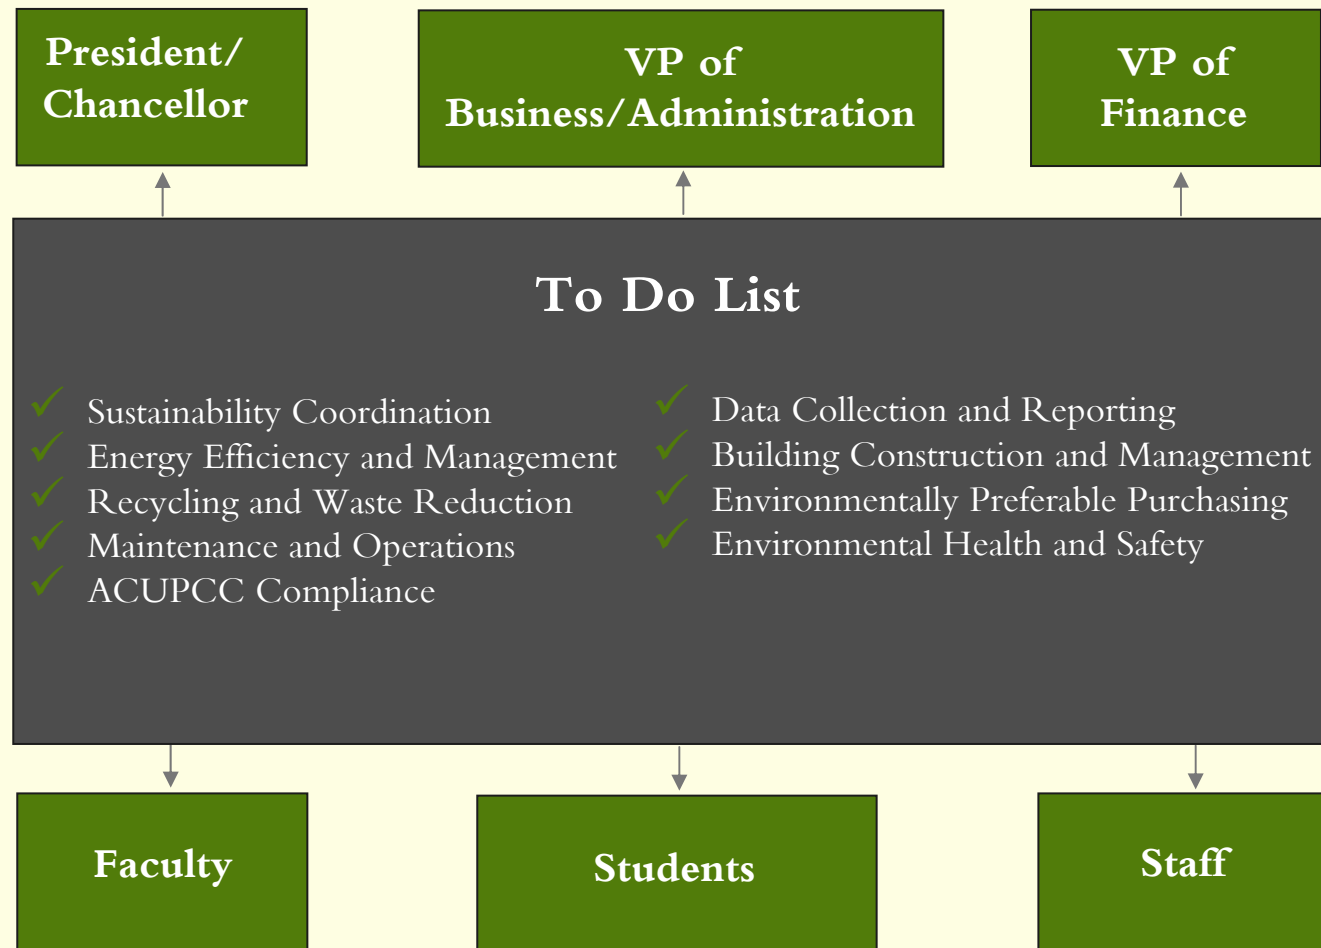 President/
Chancellor
VP of
Business/Administration
VP of
Finance
To Do List
Sustainability Coordination
Energy Efficiency and Management
Recycling and Waste Reduction
Maintenance and Operations
ACUPCC Compliance
Data Collection and Reporting
Building Construction and Management
Environmentally Preferable Purchasing
Environmental Health and Safety
Faculty
Students
Staff